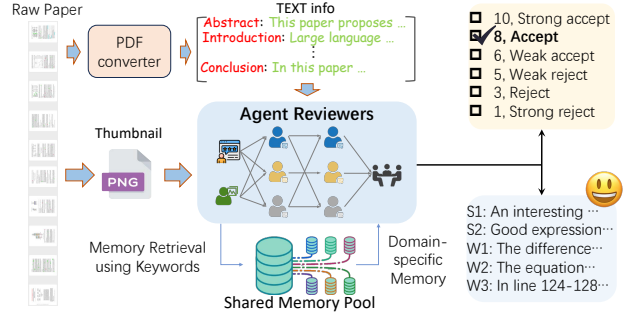 Raw Paper
PDF
converter
TEXT info
Abstract: This paper proposes ...
Introduction: Large language ...
⋮
Conclusion: In this paper ...
10, Strong accept
8, Accept
6, Weak accept
5, Weak reject
3, Reject
1, Strong reject
Thumbnail
PNG
Agent Reviewers
Memory Retrieval
using Keywords
Domain-
specific
Memory
Shared Memory Pool
S1: An interesting ···
S2: Good expression···
W1: The difference···
W2: The equation···
W3: In line 124-128···